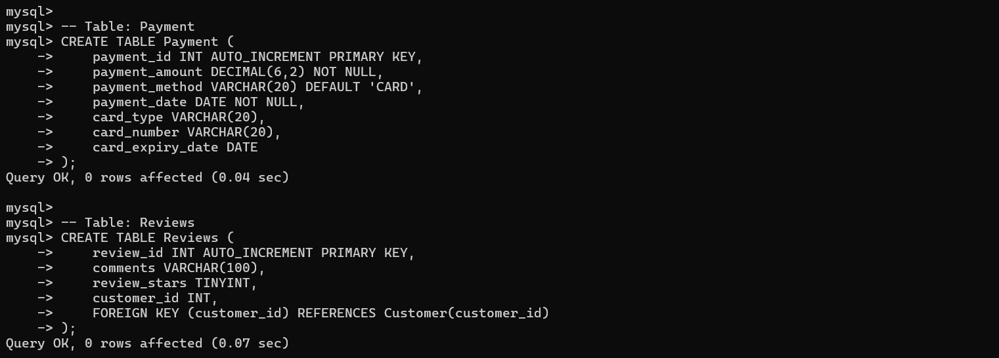 mysql>
mysql> -- Table: Payment
mysql> CREATE TABLE Payment (
    ->     payment_id INT AUTO_INCREMENT PRIMARY KEY,
    ->     payment_amount DECIMAL(6,2) NOT NULL,
    ->     payment_method VARCHAR(20) DEFAULT 'CARD',
    ->     payment_date DATE NOT NULL,
    ->     card_type VARCHAR(20),
    ->     card_number VARCHAR(20),
    ->     card_expiry_date DATE
    -> );
Query OK, 0 rows affected (0.04 sec)

mysql>
mysql> -- Table: Reviews
mysql> CREATE TABLE Reviews (
    ->     review_id INT AUTO_INCREMENT PRIMARY KEY,
    ->     comments VARCHAR(100),
    ->     review_stars TINYINT,
    ->     customer_id INT,
    ->     FOREIGN KEY (customer_id) REFERENCES Customer(customer_id)
    -> );
Query OK, 0 rows affected (0.07 sec)